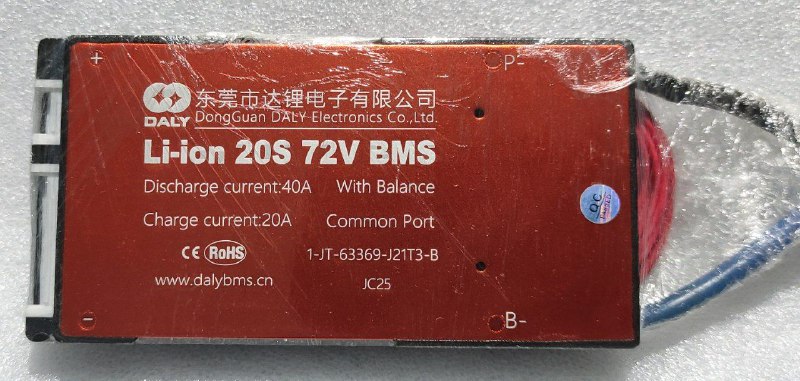 +
P-
DALY
东莞市达锂电子有限公司
DongGuan DALY Electronics Co.,Ltd.
Li-ion 20S 72V BMS
Discharge current:40A With Balance
Charge current:20A Common Port
QC
CE RoHS 1-JT-63369-J21T3-B
www.dalybms.cn JC25
-
B-